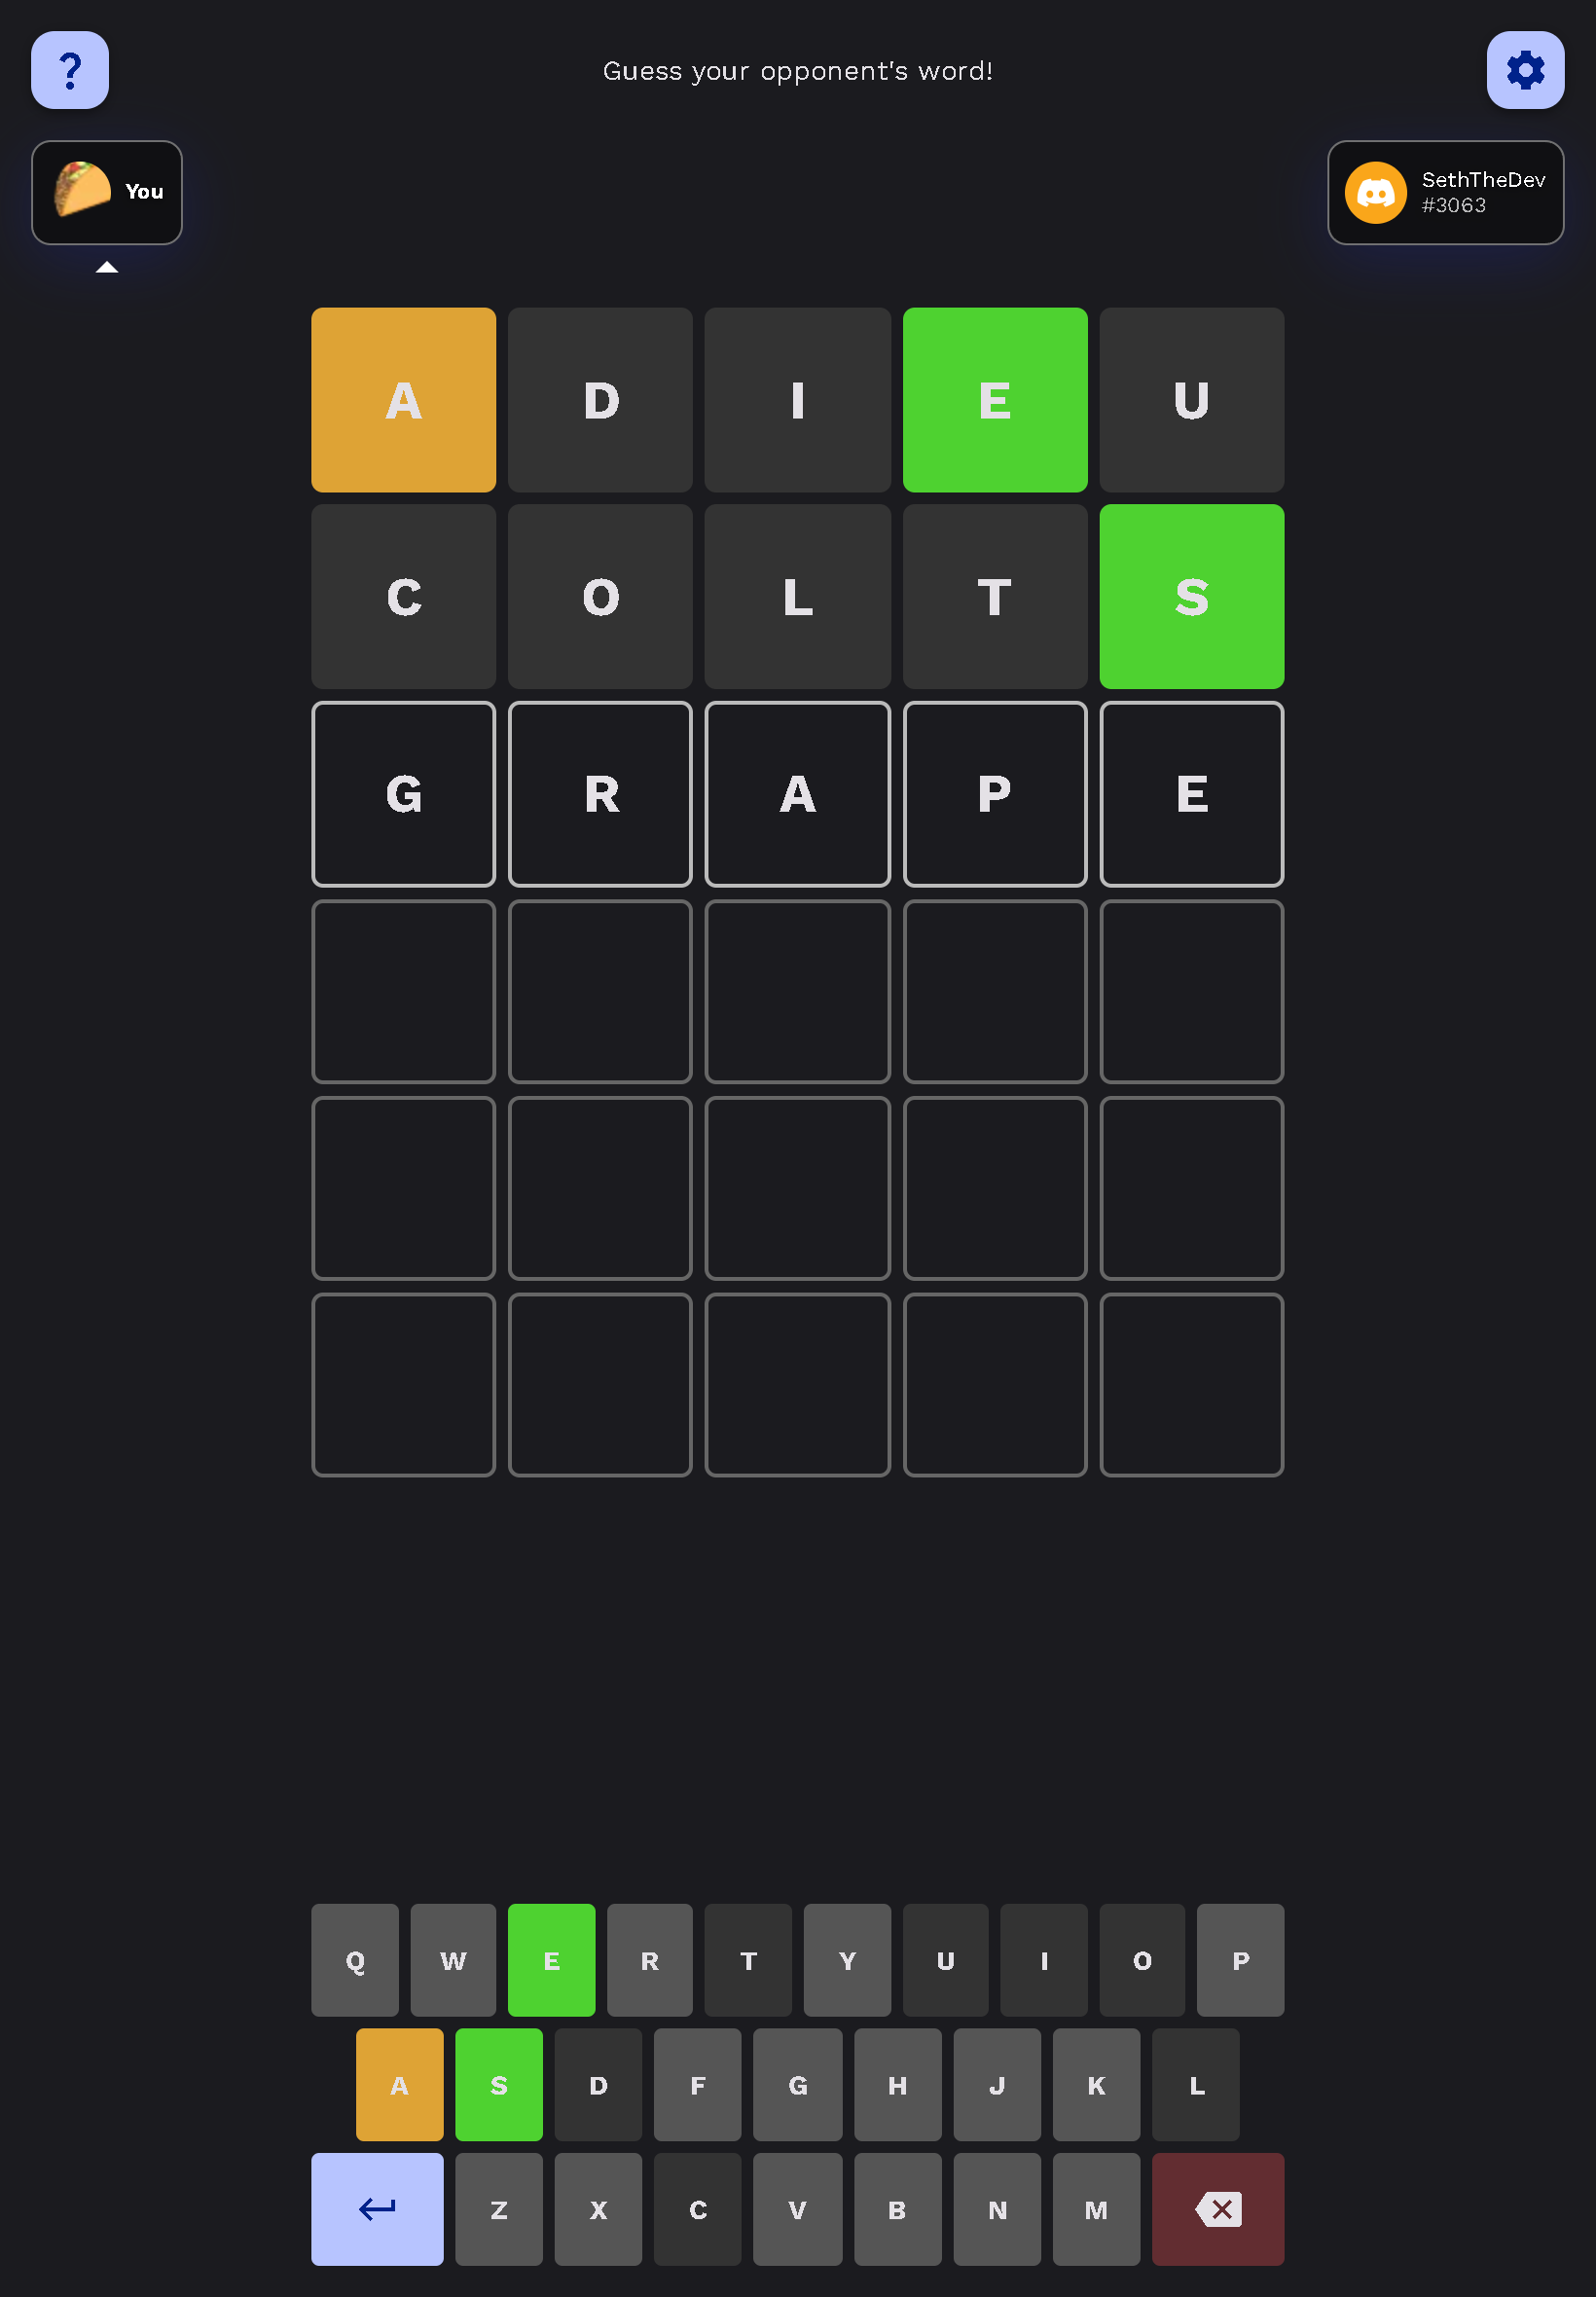 ?
Guess your opponent's word!
You
SethTheDev
#3063
A D I E U
C O L T S
G R A P E
Q W E R T Y U I O P
A S D F G H J K L
Z X C V B N M